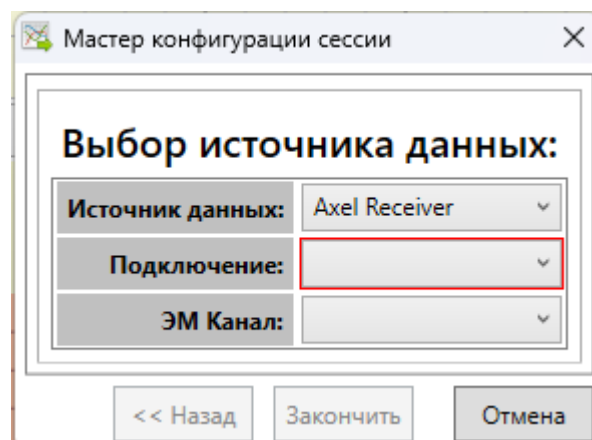 Мастер конфигурации сессии
Выбор источника данных:
Источник данных: Axel Receiver
Подключение:
ЭМ Канал:
<< Назад Закончить Отмена